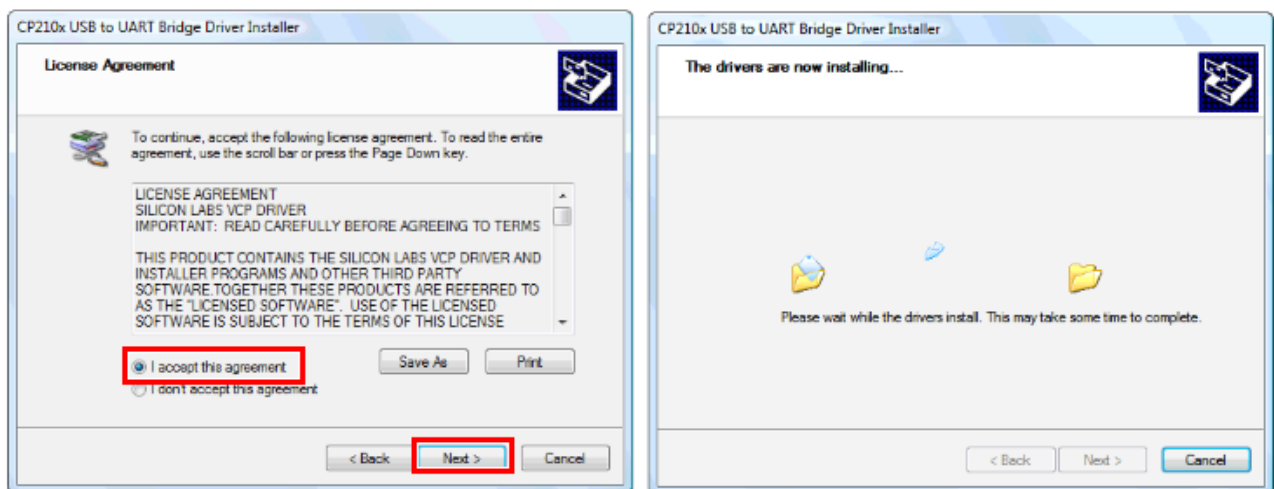 CP210x USB to UART Bridge Driver Installer
License Agreement
To continue, accept the following license agreement. To read the entire
agreement, use the scroll bar or press the Page Down key.
LICENSE AGREEMENT
SILICON LABS VCP DRIVER
IMPORTANT: READ CAREFULLY BEFORE AGREEING TO TERMS
THIS PRODUCT CONTAINS THE SILICON LABS VCP DRIVER AND
INSTALLER PROGRAMS AND OTHER THIRD PARTY
SOFTWARE.TOGETHER THESE PRODUCTS ARE REFERRED TO
AS THE "LICENSED SOFTWARE". USE OF THE LICENSED
SOFTWARE IS SUBJECT TO THE TERMS OF THIS LICENSE
I accept this agreement
Save As
Print
I don't accept this agreement
< Back
Next >
Cancel
CP210x USB to UART Bridge Driver Installer
The drivers are now installing...
Please wait while the drivers install. This may take some time to complete.
< Back
Next >
Cancel